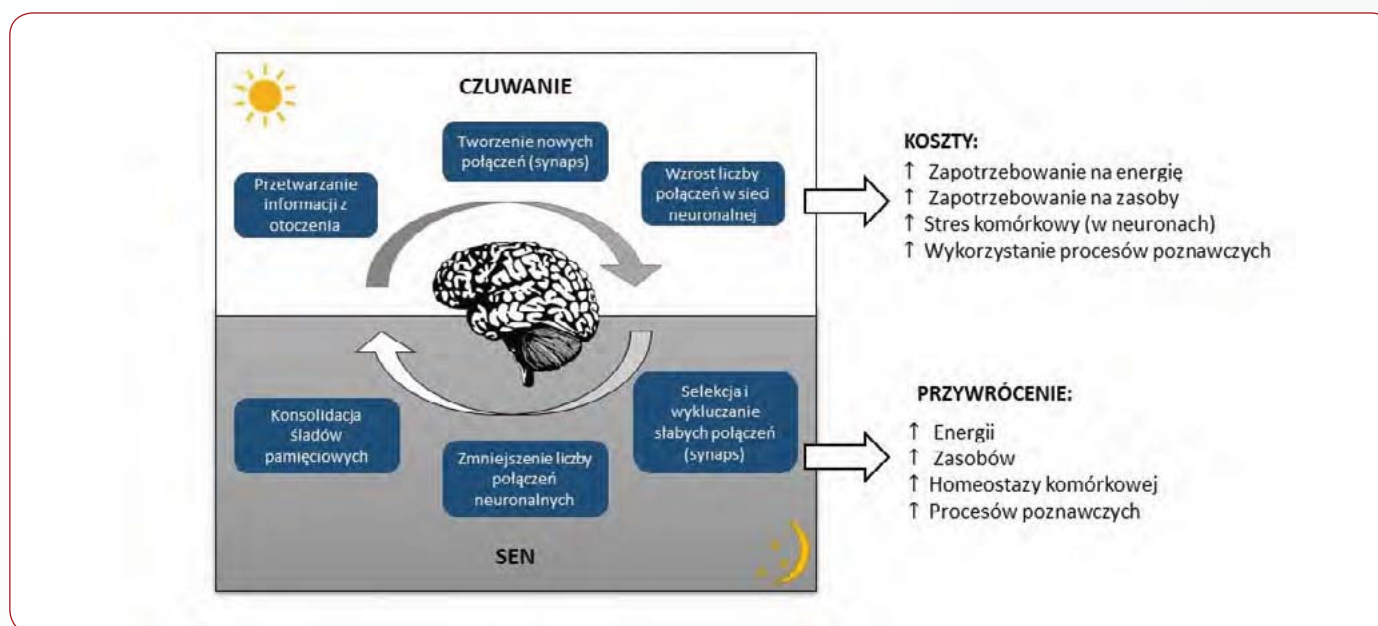 CZUWANIE
Tworzenie nowych
połączeń (synaps)
Przetwarzanie
informacji z
otoczenia
Wzrost liczby
połączeń w sieci
neuronalnej
KOSZTY:
↑ Zapotrzebowanie na energię
↑ Zapotrzebowanie na zasoby
↑ Stres komórkowy (w neuronach)
↑ Wykorzystanie procesów poznawczych
Konsolidacja
śladów
pamięciowych
Zmniejszenie liczby
połączeń
neuronalnych
Selekcja i
wykluczanie
słabych połączeń
(synaps)
SEN
PRZYWRÓCENIE:
↑ Energii
↑ Zasobów
↑ Homeostazy komórkowej
↑ Procesów poznawczych